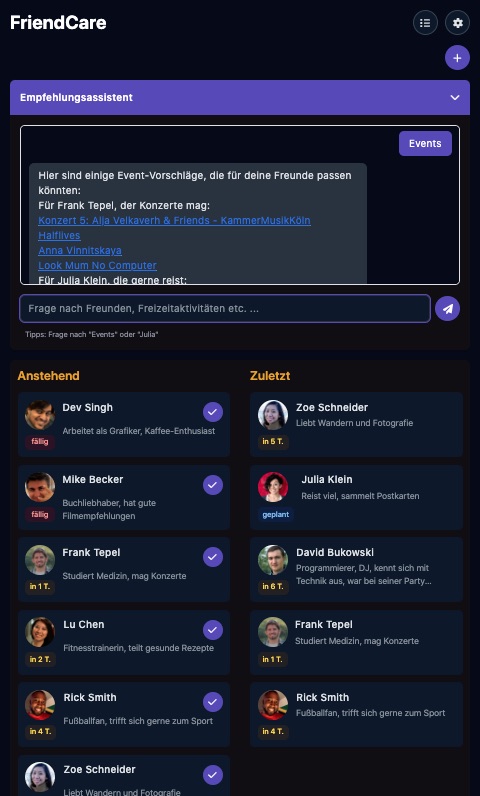 FriendCare
Empfehlungsassistent
Events
Hier sind einige Event-Vorschläge, die für deine Freunde passen
könnten:
Für Frank Tepel, der Konzerte mag:
Konzert 5: Alja Velkaverh & Friends - KammerMusikKöln
Halflives
Anna Vinnitskaya
Look Mum No Computer
Für Julia Klein, die gerne reist:
Frage nach Freunden, Freizeitaktivitäten etc. ...
Tipps: Frage nach "Events" oder "Julia"
Anstehend
Dev Singh
Arbeitet als Grafiker, Kaffee-Enthusiast
fällig
Mike Becker
Buchliebhaber, hat gute
Filmempfehlungen
fällig
Frank Tepel
Studiert Medizin, mag Konzerte
in 1 T.
Lu Chen
Fitnesstrainerin, teilt gesunde Rezepte
in 2 T.
Rick Smith
Fußballfan, trifft sich gerne zum Sport
in 4 T.
Zoe Schneider
Liebt Wandern und Fotografie
Zuletzt
Zoe Schneider
Liebt Wandern und Fotografie
in 5 T.
Julia Klein
Reist viel, sammelt Postkarten
geplant
David Bukowski
Programmierer, DJ, kennt sich mit
Technik aus, war bei seiner Party...
in 6 T.
Frank Tepel
Studiert Medizin, mag Konzerte
in 1 T.
Rick Smith
Fußballfan, trifft sich gerne zum Sport
in 4 T.